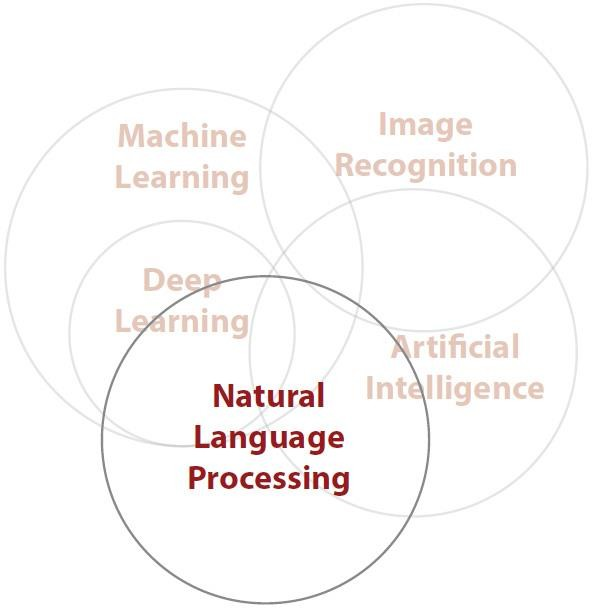 Machine
Learning
Image
Recognition
Deep
Learning
Artificial
Intelligence
Natural
Language
Processing